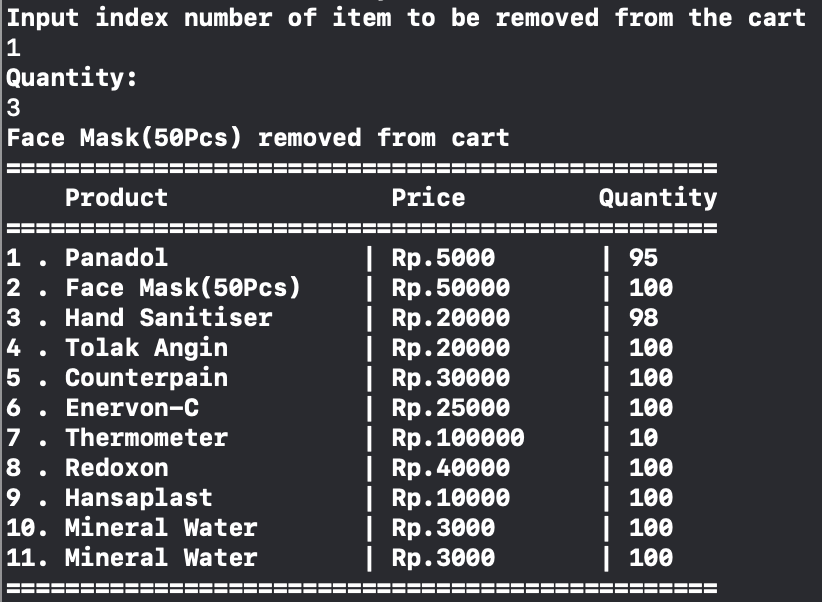 Input index number of item to be removed from the cart
1
Quantity:
3
Face Mask(50Pcs) removed from cart
================================================
    Product               Price         Quantity
================================================
1 . Panadol             | Rp.5000       | 95
2 . Face Mask(50Pcs)    | Rp.50000      | 100
3 . Hand Sanitiser      | Rp.20000      | 98
4 . Tolak Angin         | Rp.20000      | 100
5 . Counterpain         | Rp.30000      | 100
6 . Enervon-C           | Rp.25000      | 100
7 . Thermometer         | Rp.100000     | 10
8 . Redoxon             | Rp.40000      | 100
9 . Hansaplast          | Rp.10000      | 100
10. Mineral Water       | Rp.3000       | 100
11. Mineral Water       | Rp.3000       | 100
================================================